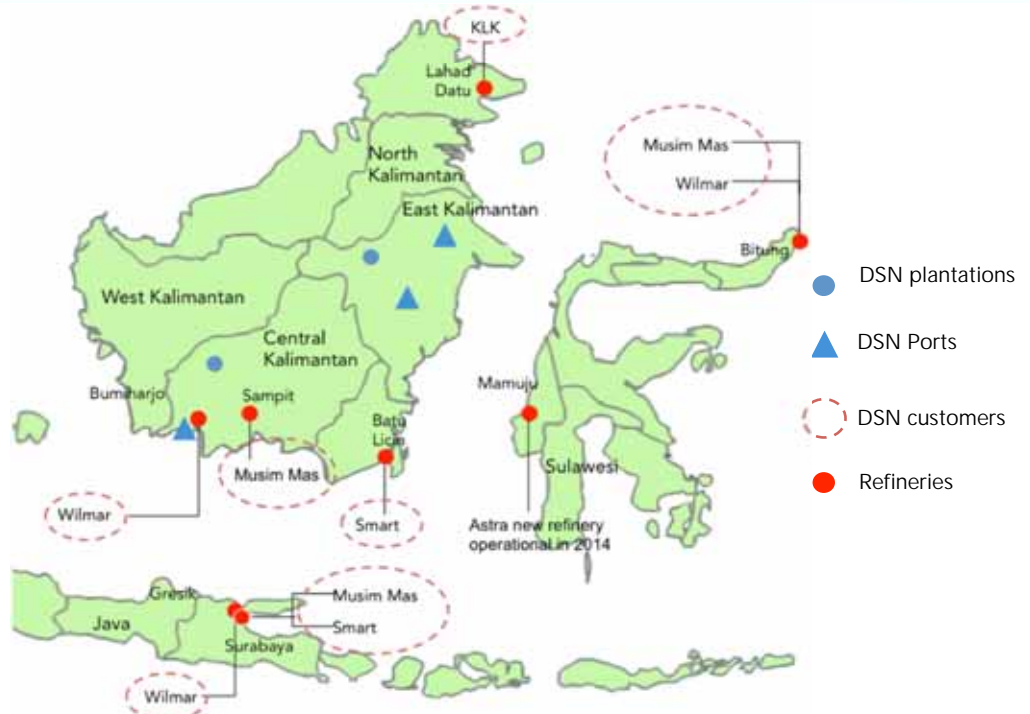 KLK
Lahad
Datu
North
Kalimantan
East Kalimantan
Musim Mas
Wilmar
Bitung
West Kalimantan
Central
Kalimantan
Bumiharjo
Sampit
Batu
Licin
Musim Mas
Wilmar
Smart
Mamuju
Sulawesi
Astra new refinery
operational in 2014
Gresik
Java
Surabaya
Musim Mas
Smart
Wilmar
DSN plantations
DSN Ports
DSN customers
Refineries